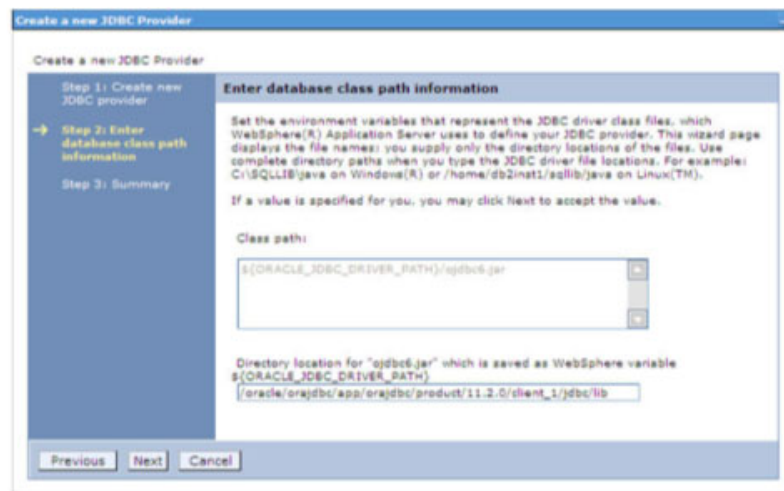 Create a new JDBC Provider
Create a new JDBC Provider
Step 1: Create new
JDBC provider
Step 2: Enter
database class path
information
Step 3: Summary
Enter database class path information
Set the environment variables that represent the JDBC driver class files, which
WebSphere(R) Application Server uses to define your JDBC provider. This wizard page
displays the file names; you supply only the directory locations of the files. Use
complete directory paths when you type the JDBC driver file locations. For example:
C:\SQLLIB\java on Windows(R) or /home/db2inst1/sqllib/java on Linux(TM).
If a value is specified for you, you may click Next to accept the value.
Class path:
${ORACLE_JDBC_DRIVER_PATH}/ojdbc6.jar
Directory location for "ojdbc6.jar" which is saved as WebSphere variable
${ORACLE_JDBC_DRIVER_PATH}
/oracle/orajdbc/app/orajdbc/product/11.2.0/client_1/jdbc/lib
Previous Next Cancel